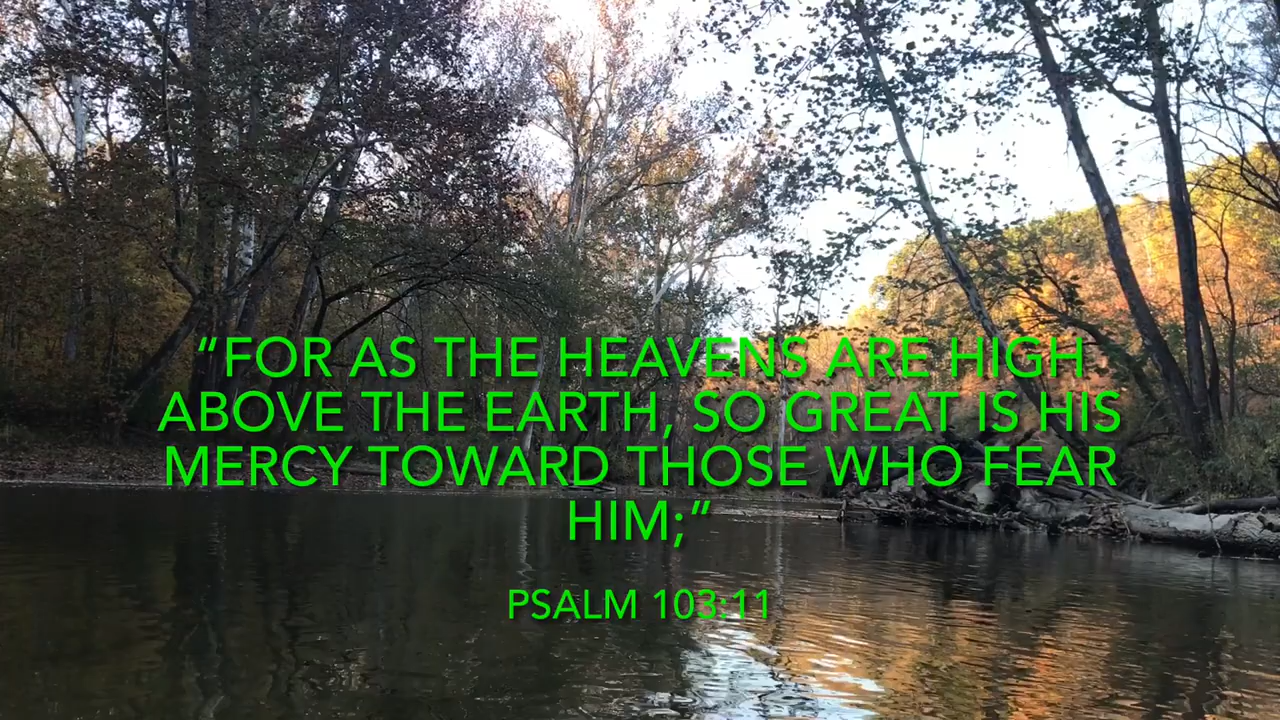 “FOR AS THE HEAVENS ARE HIGH
ABOVE THE EARTH, SO GREAT IS HIS
MERCY TOWARD THOSE WHO FEAR
HIM;“
PSALM 103:11